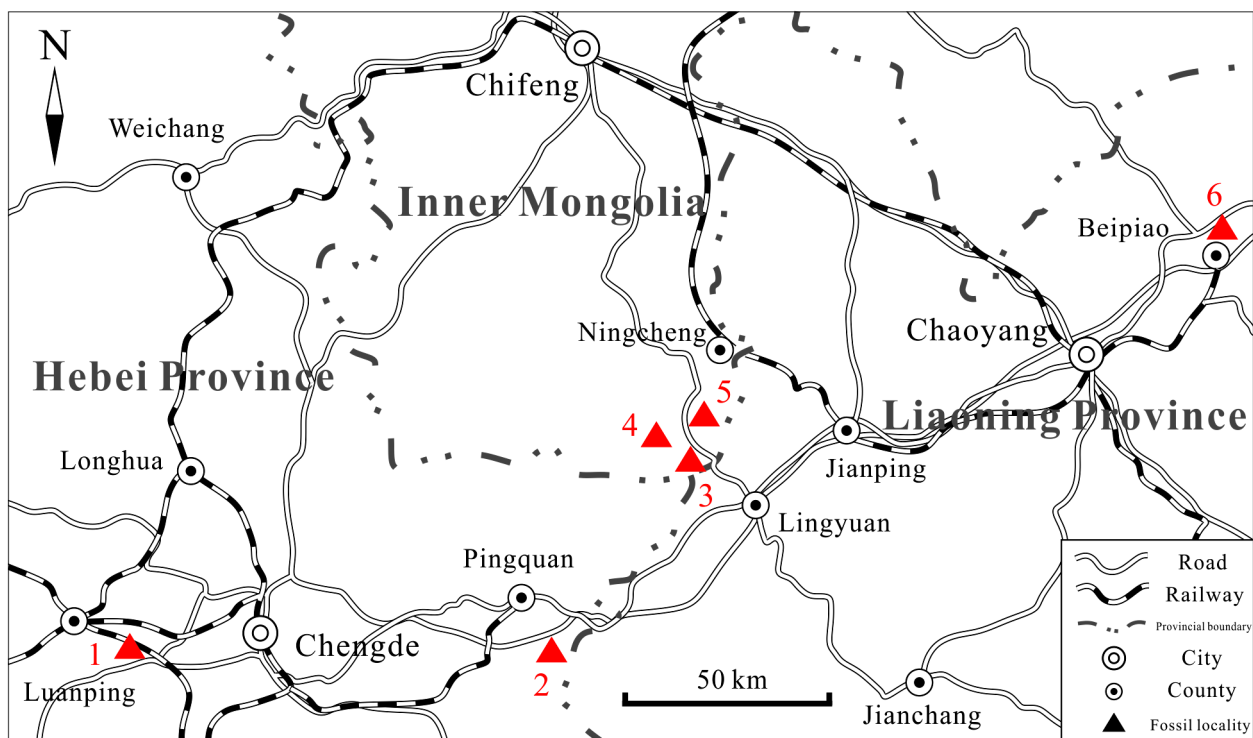 N
Chifeng
Weichang
Inner Mongolia
6
Beipiao
Ningcheng
Chaoyang
Hebei Province
5
Liaoning Province
4
Longhua
Jianping
3
Lingyuan
Pingquan
Chengde
1
Luanping
2
50 km
Jianchang
Road
Railway
Provincial boundary
City
County
Fossil locality